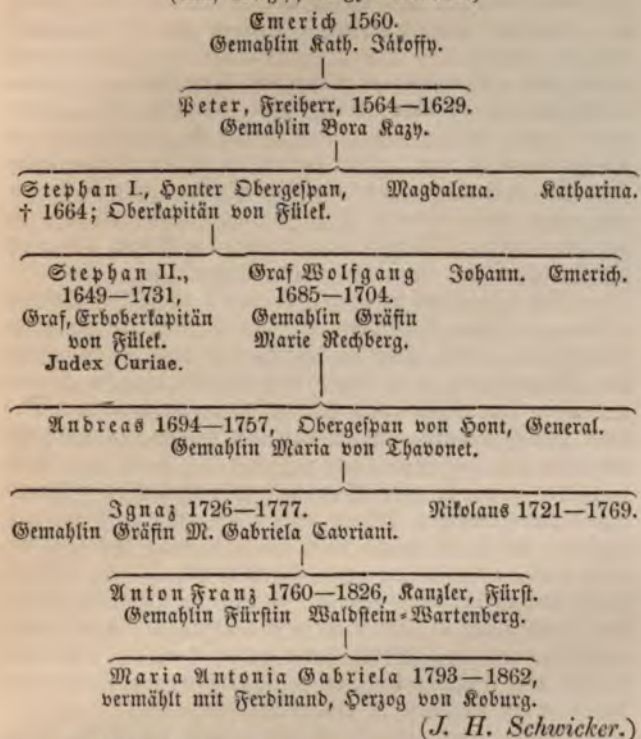 Emerich 1560.
Gemahlin Kath. Jákoffy.
Peter, Freiherr, 1564—1629.
Gemahlin Bora Kazy.
Stephan I., Honter Obergespan, Magdalena. Katharina.
† 1664; Oberkapitän von Fülek.
Stephan II., Graf Wolfgang Johann. Emerich.
1649—1731, 1685—1704.
Graf, Erboberkapitän Gemahlin Gräfin
von Fülek. Marie Rechberg.
Judex Curiae.
Andreas 1694—1757, Obergespan von Hont, General.
Gemahlin Maria von Thavonet.
Ignaz 1726—1777. Nikolaus 1721—1769.
Gemahlin Gräfin M. Gabriela Cavriani.
Anton Franz 1760—1826, Kanzler, Fürst.
Gemahlin Fürstin Waldstein-Wartenberg.
Maria Antonia Gabriela 1793—1862,
vermählt mit Ferdinand, Herzog von Koburg.
(J. H. Schwicker.)